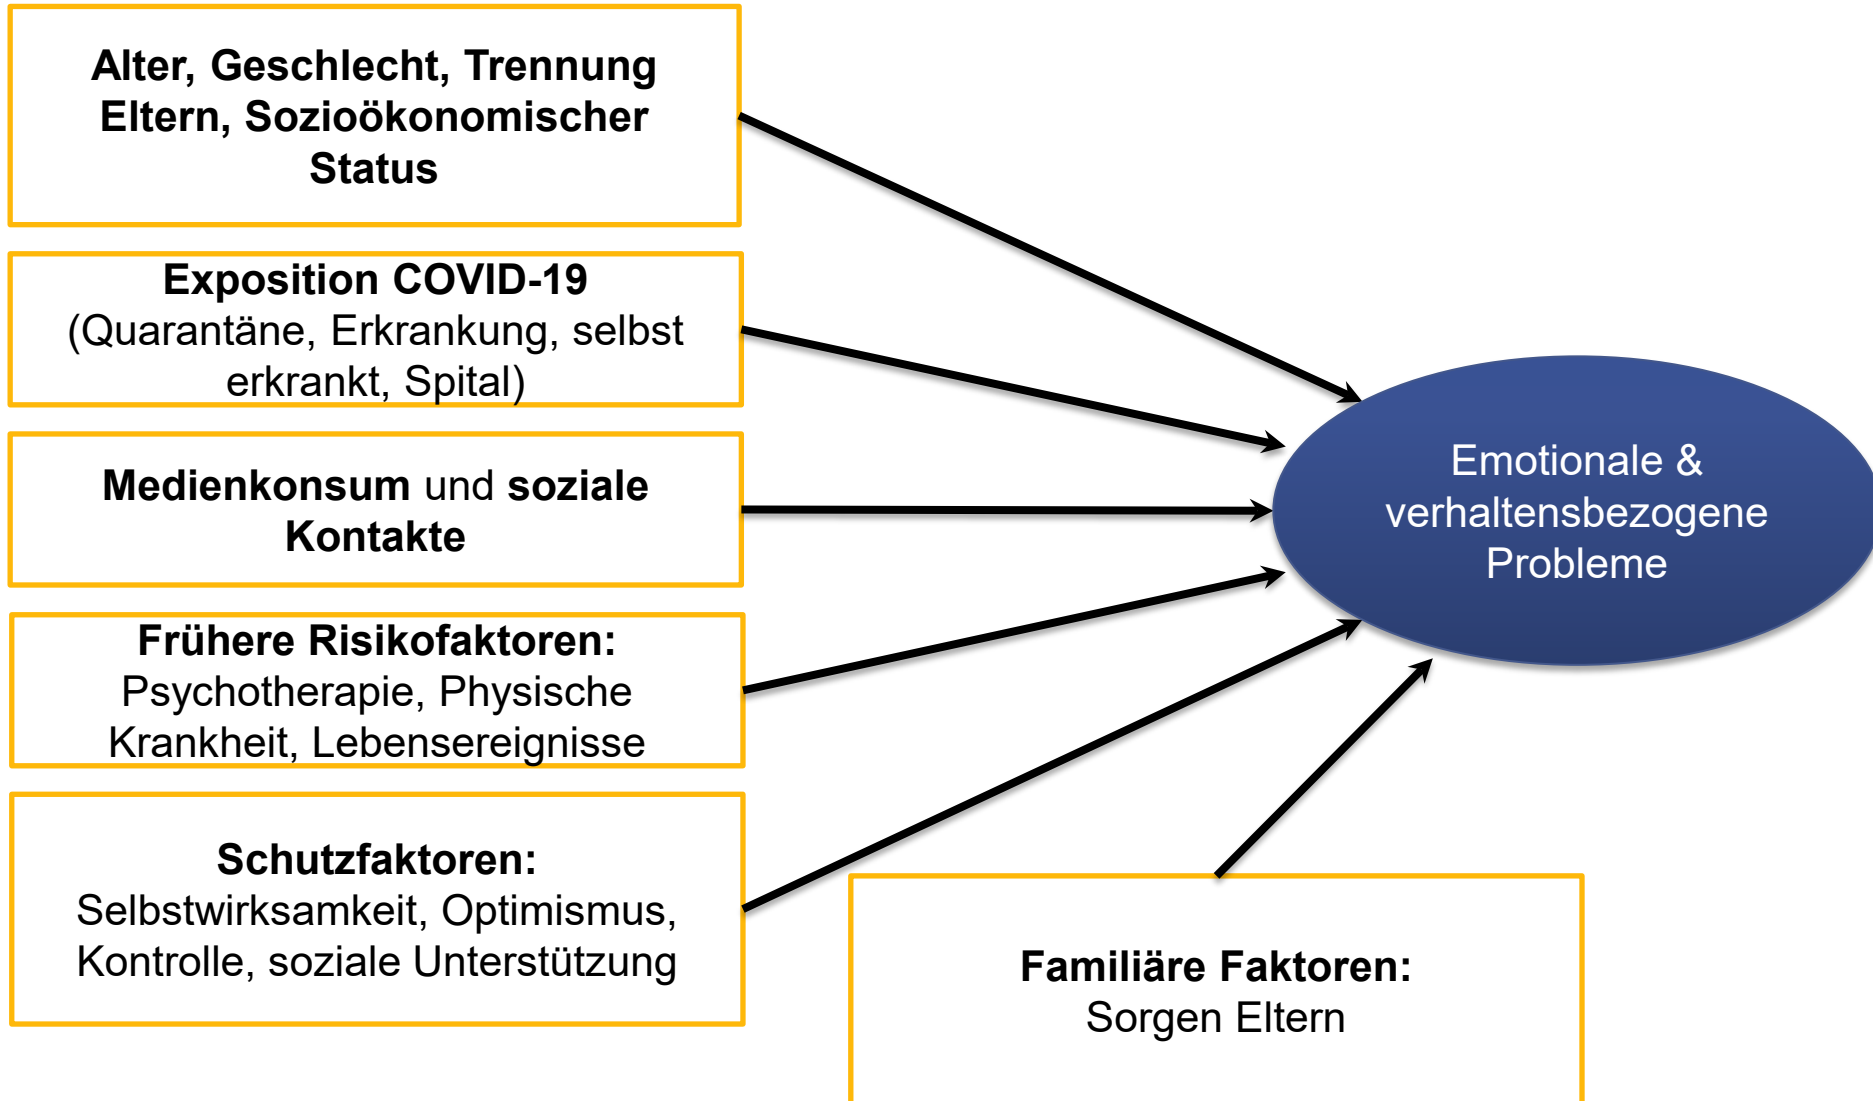 Alter, Geschlecht, Trennung
Eltern, Sozioökonomischer
Status
Exposition COVID-19
(Quarantäne, Erkrankung, selbst
erkrankt, Spital)
Medienkonsum und soziale
Kontakte
Frühere Risikofaktoren:
Psychotherapie, Physische
Krankheit, Lebensereignisse
Schutzfaktoren:
Selbstwirksamkeit, Optimismus,
Kontrolle, soziale Unterstützung
Familiäre Faktoren:
Sorgen Eltern
Emotionale &
verhaltensbezogene
Probleme